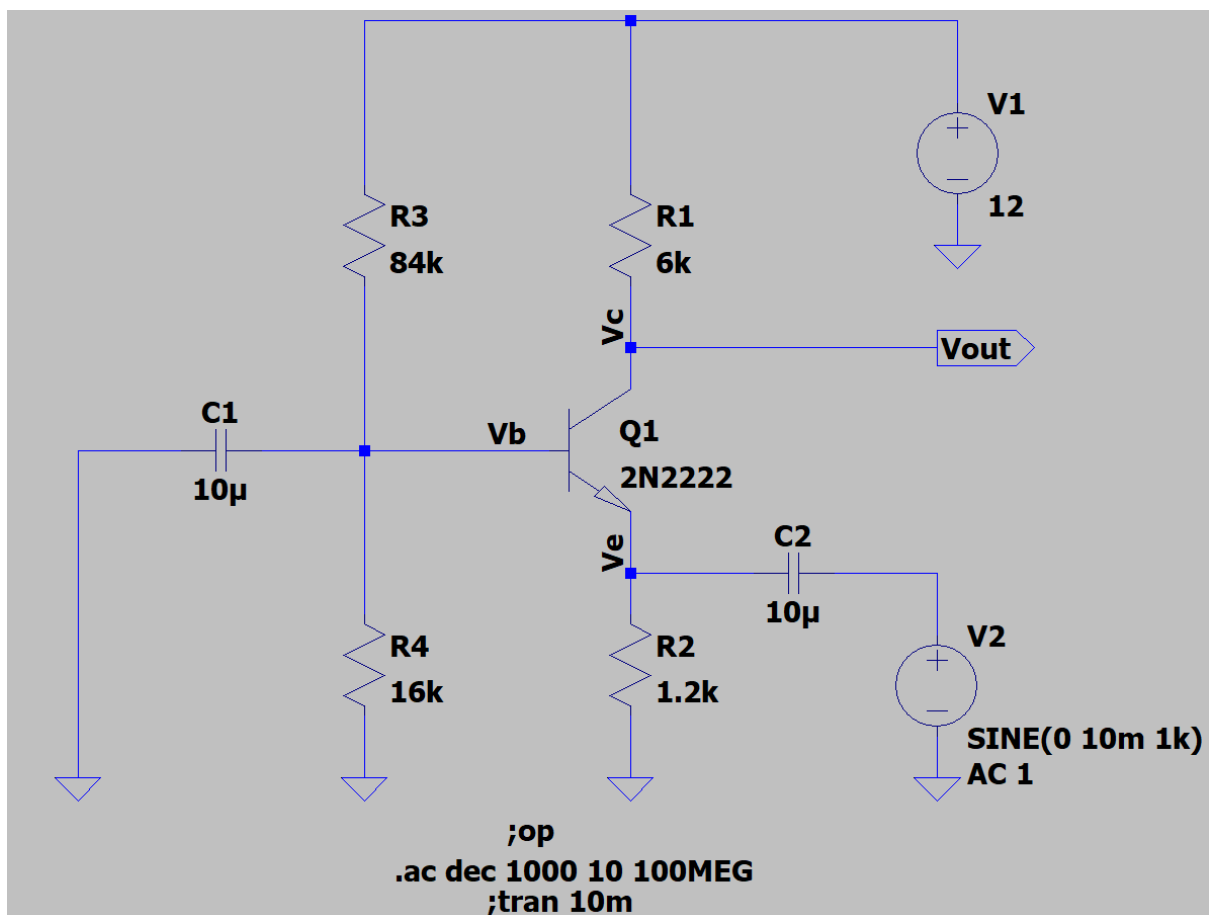 V1
12
R3
84k
R1
6k
Vc
Vout
C1
10µ
Vb
Q1
2N2222
Ve
C2
10µ
R4
16k
R2
1.2k
V2
SINE(0 10m 1k)
AC 1
;op
.ac dec 1000 10 100MEG
;tran 10m